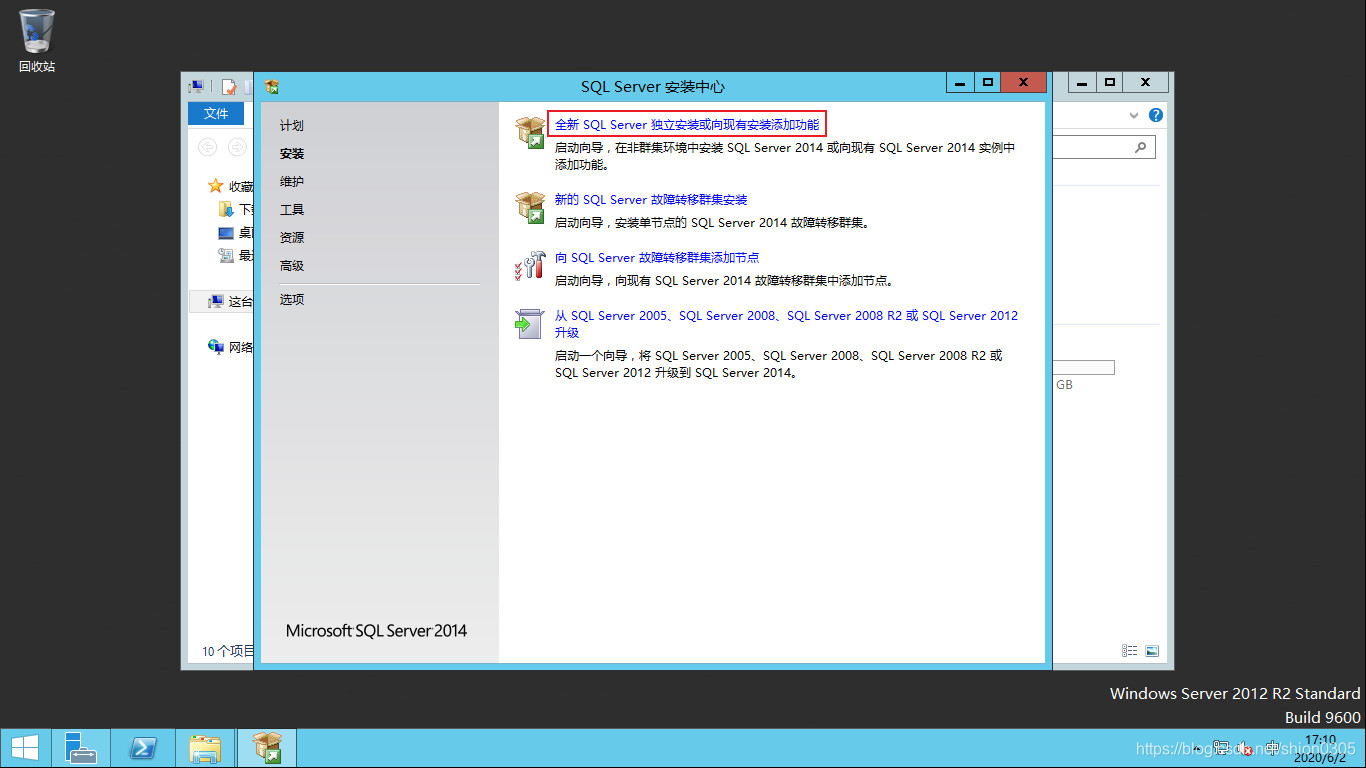 回收站
SQL Server 安装中心
文件
收藏
桌
最
这台
网络
10 个项目
GB
计划
安装
维护
工具
资源
高级
选项
Microsoft SQL Server 2014
全新 SQL Server 独立安装或向现有安装添加功能
启动向导，在非群集环境中安装 SQL Server 2014 或向现有 SQL Server 2014 实例中
添加功能。
新的 SQL Server 故障转移群集安装
启动向导，安装单节点的 SQL Server 2014 故障转移群集。
向 SQL Server 故障转移群集添加节点
启动向导，向现有 SQL Server 2014 故障转移群集中添加节点。
从 SQL Server 2005、SQL Server 2008、SQL Server 2008 R2 或 SQL Server 2012
升级
启动一个向导，将 SQL Server 2005、SQL Server 2008、SQL Server 2008 R2 或
SQL Server 2012 升级到 SQL Server 2014。
Windows Server 2012 R2 Standard
Build 9600
中
17:10
2020/6/2